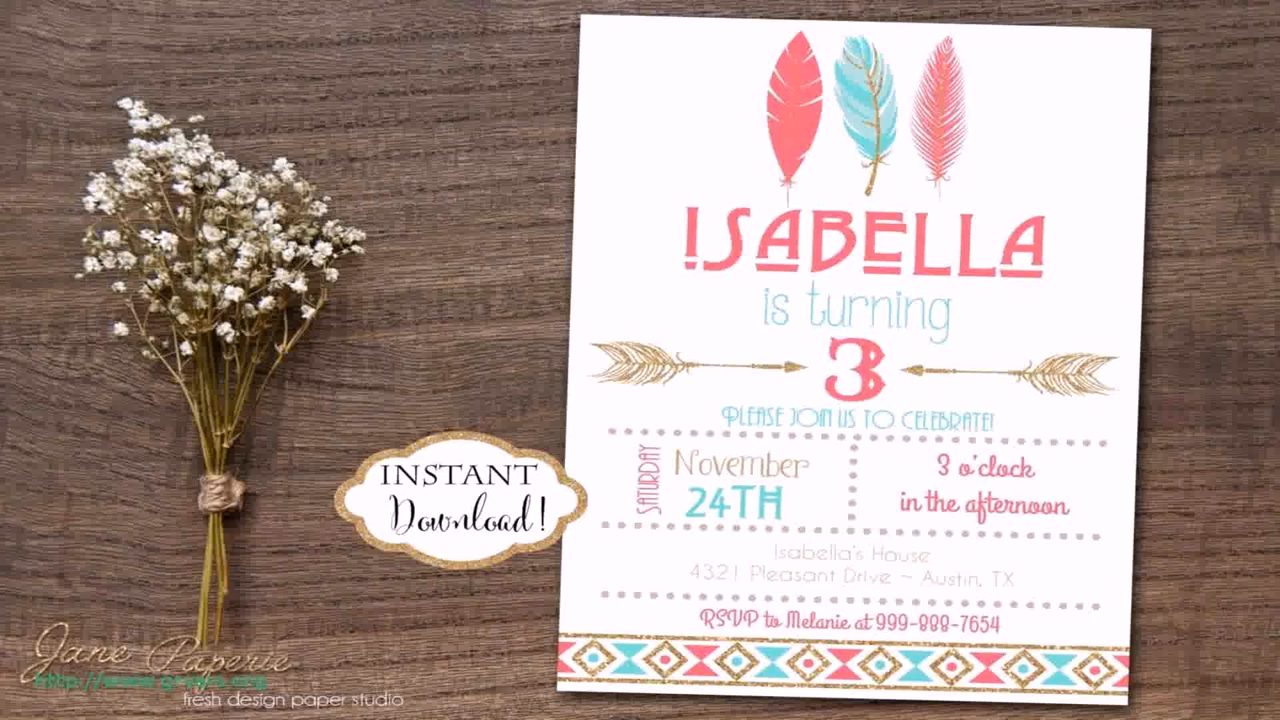 ISABELLA
is turning
3
PLEASE JOIN US TO CELEBRATE!
SATURDAY
November
24TH
3 o'clock
in the afternoon
Isabella's House
4321 Pleasant Drive ~ Austin, TX
RSVP to Melanie at 999-888-7654
INSTANT
Download!
Jane Paperie
fresh design paper studio